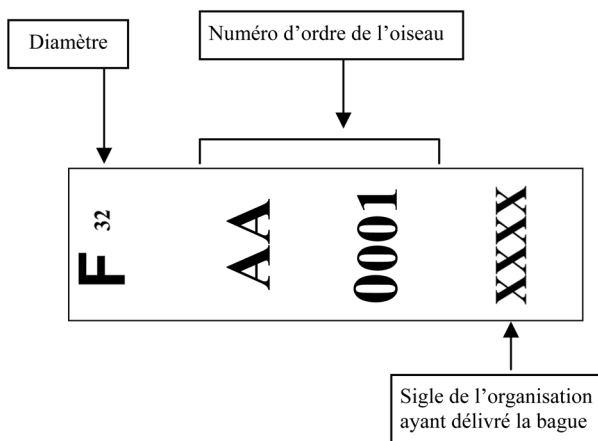 Diamètre
Numéro d'ordre de l'oiseau
F 32 AA 0001 XXXX
Sigle de l'organisation
ayant délivré la bague